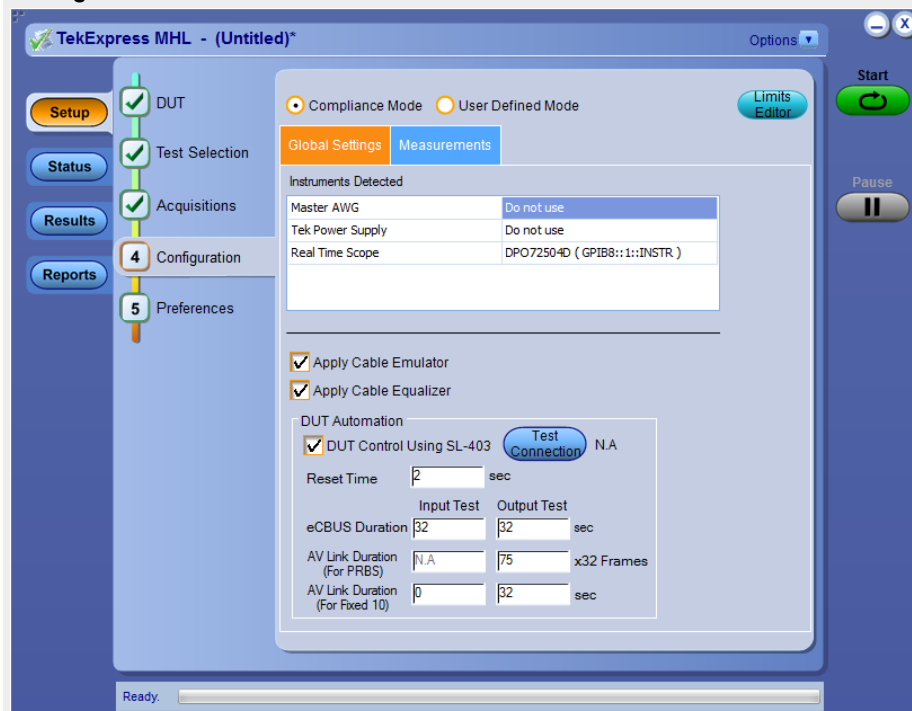 TekExpress MHL - (Untitled)*
Options
x
Start
Pause
Setup
Status
Results
Reports
DUT
Test Selection
Acquisitions
4 Configuration
5 Preferences
Compliance Mode User Defined Mode
Limits Editor
Global Settings Measurements
Instruments Detected
Master AWG Do not use
Tek Power Supply Do not use
Real Time Scope DPO72504D ( GPIB8::1::INSTR )
Apply Cable Emulator
Apply Cable Equalizer
DUT Automation
DUT Control Using SL-403 Test Connection N.A
Reset Time 2 sec
Input Test Output Test
eCBUS Duration 32 32 sec
AV Link Duration (For PRBS) N.A 75 x32 Frames
AV Link Duration (For Fixed 10) 0 32 sec
Ready.